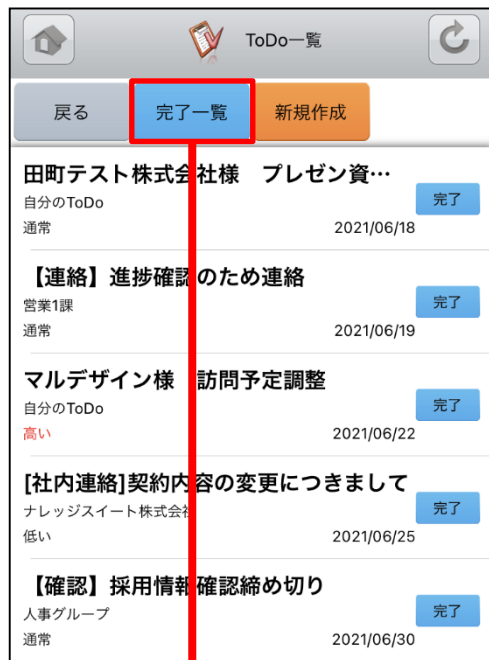 ToDo一覧
戻る 完了一覧 新規作成
田町テスト株式会社様　プレゼン資…
自分のToDo
完了
通常 2021/06/18
【連絡】進捗確認のため連絡
営業1課
完了
通常 2021/06/19
マルデザイン様　訪問予定調整
自分のToDo
完了
高い 2021/06/22
[社内連絡]契約内容の変更につきまして
ナレッジスイート株式会社
完了
低い 2021/06/25
【確認】採用情報確認締め切り
人事グループ
完了
通常 2021/06/30